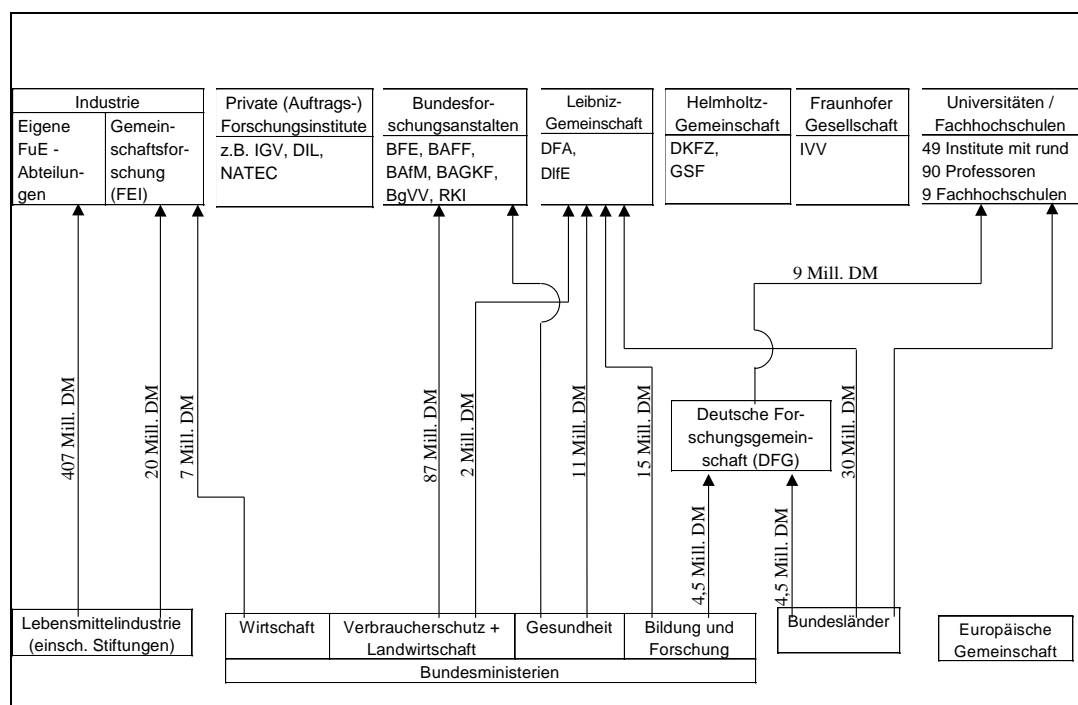 Industrie
Eigene
FuE -
Abteilun-
gen
Gemein-
schaftsfor-
schung
(FEI)
Private (Auftrags-)
Forschungsinstitute
z.B. IGV, DIL,
NATEC
Bundesfor-
schungsanstalten
BFE, BAFF,
BAfM, BAGKF,
BgVV, RKI
Leibniz-
Gemeinschaft
DFA,
DIfE
Helmholtz-
Gemeinschaft
DKFZ,
GSF
Fraunhofer
Gesellschaft
IVV
Universitäten /
Fachhochschulen
49 Institute mit rund
90 Professoren
9 Fachhochschulen
9 Mill. DM
407 Mill. DM
20 Mill. DM
7 Mill. DM
87 Mill. DM
2 Mill. DM
11 Mill. DM
15 Mill. DM
30 Mill. DM
Deutsche For-
schungsgemein-
schaft (DFG)
4,5 Mill. DM
4,5 Mill. DM
Lebensmittelindustrie
(einsch. Stiftungen)
Wirtschaft
Verbraucherschutz +
Landwirtschaft
Gesundheit
Bildung und
Forschung
Bundesministerien
Bundesländer
Europäische
Gemeinschaft